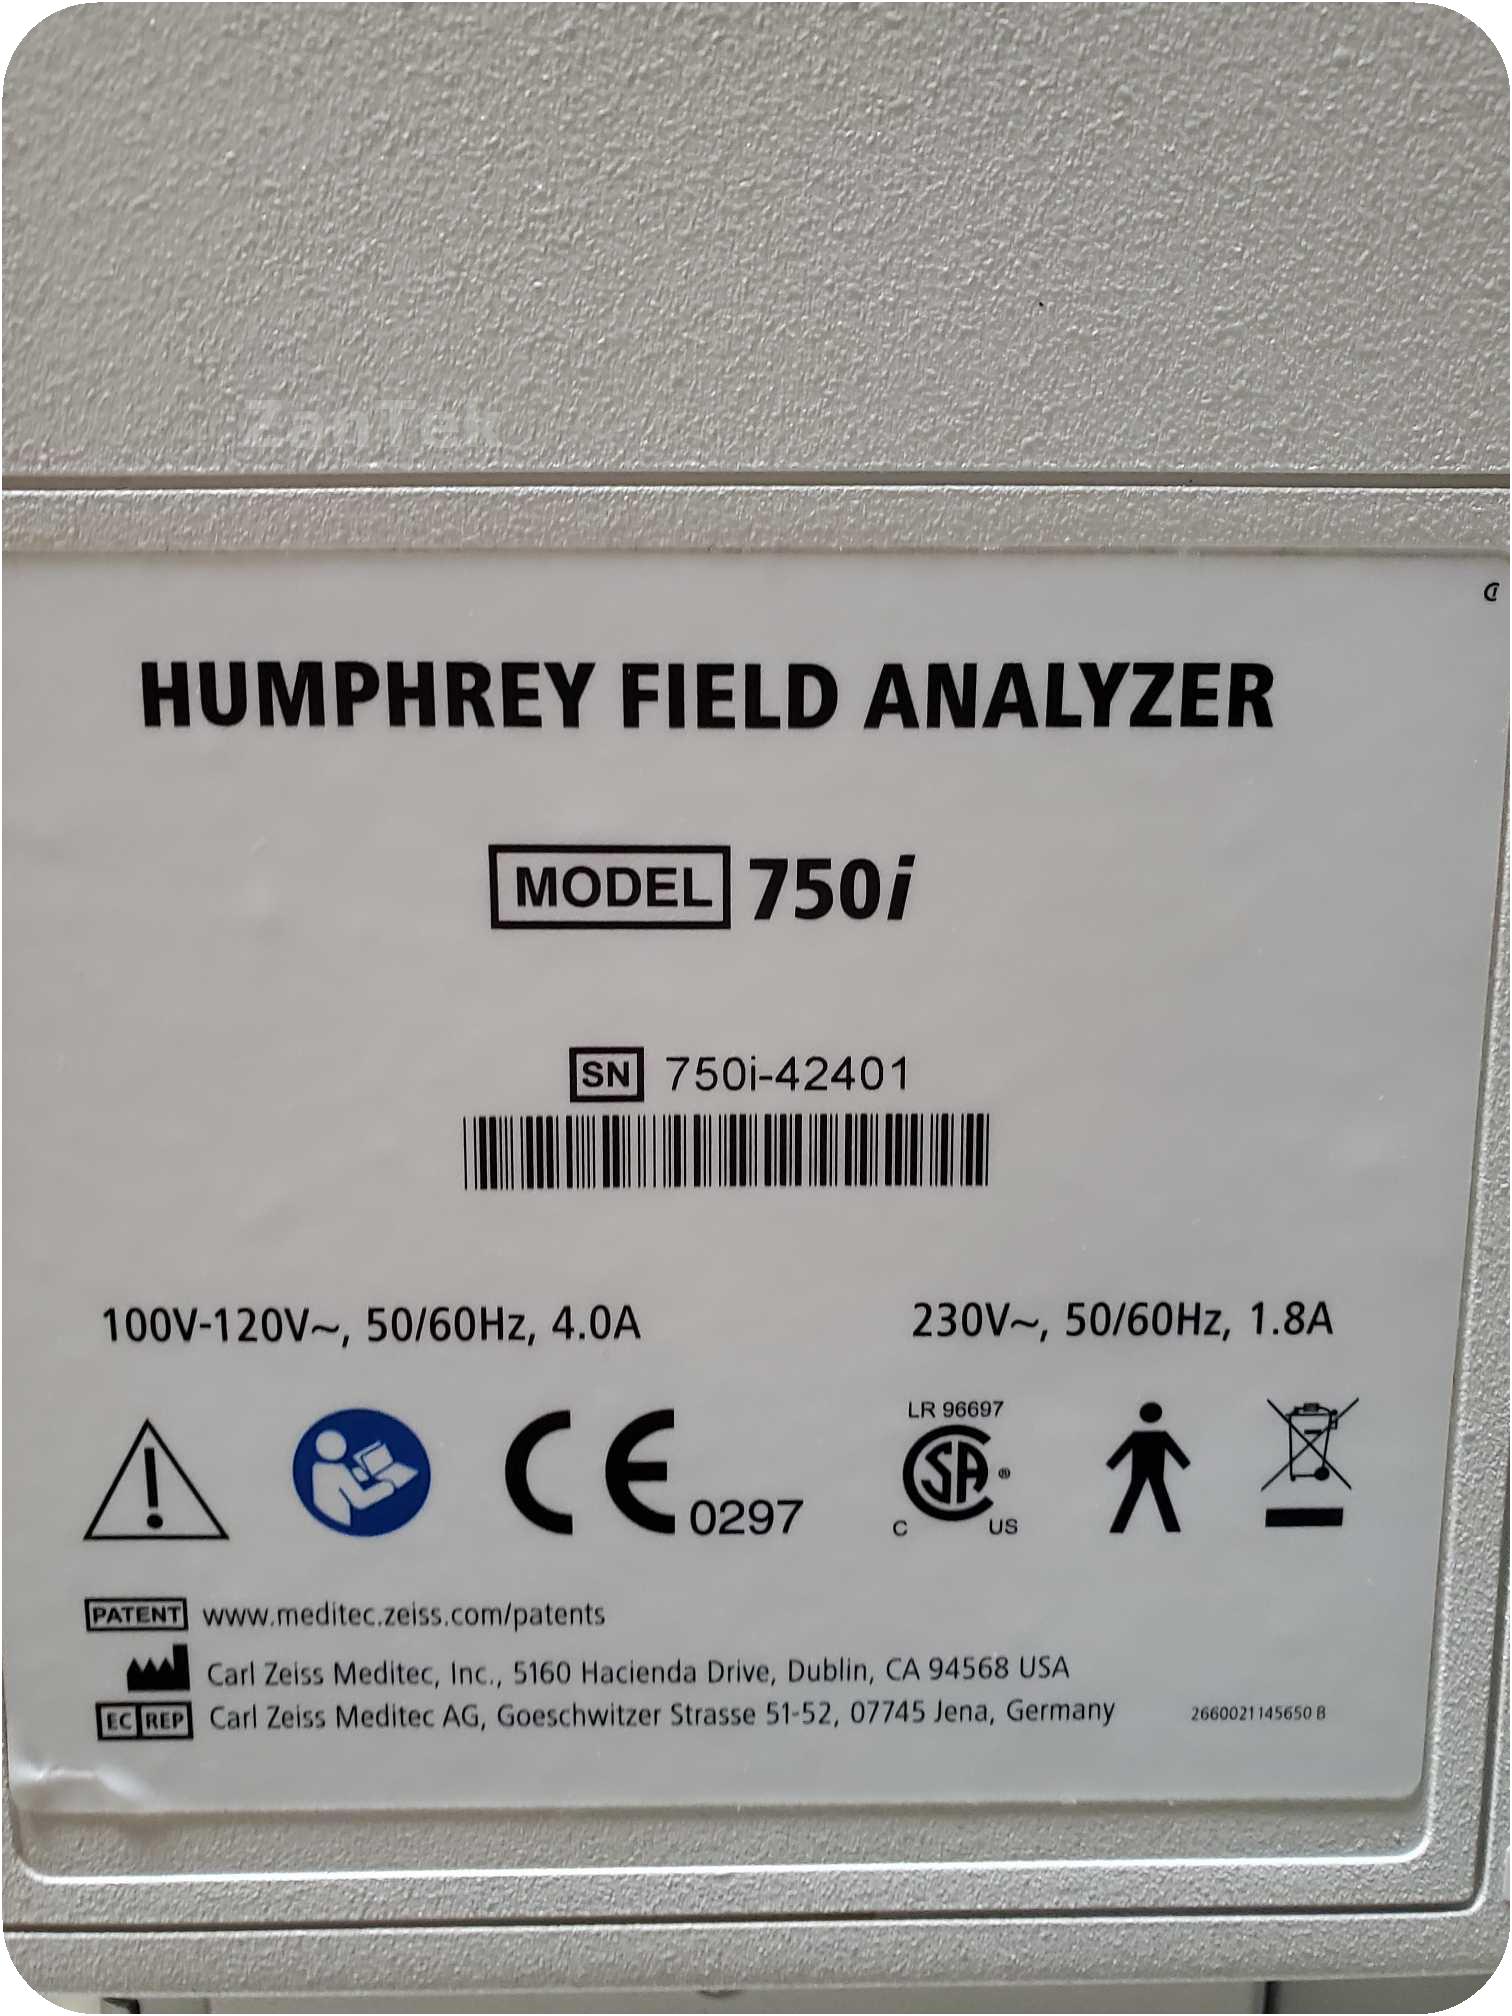 ZanTek
HUMPHREY FIELD ANALYZER
MODEL 750i
SN 750i-42401
100V-120V~, 50/60Hz, 4.0A
230V~, 50/60Hz, 1.8A
CE 0297
LR 96697
SA ®
C US
PATENT www.meditec.zeiss.com/patents
Carl Zeiss Meditec, Inc., 5160 Hacienda Drive, Dublin, CA 94568 USA
EC REP Carl Zeiss Meditec AG, Goeschwitzer Strasse 51-52, 07745 Jena, Germany
2660021145650 B